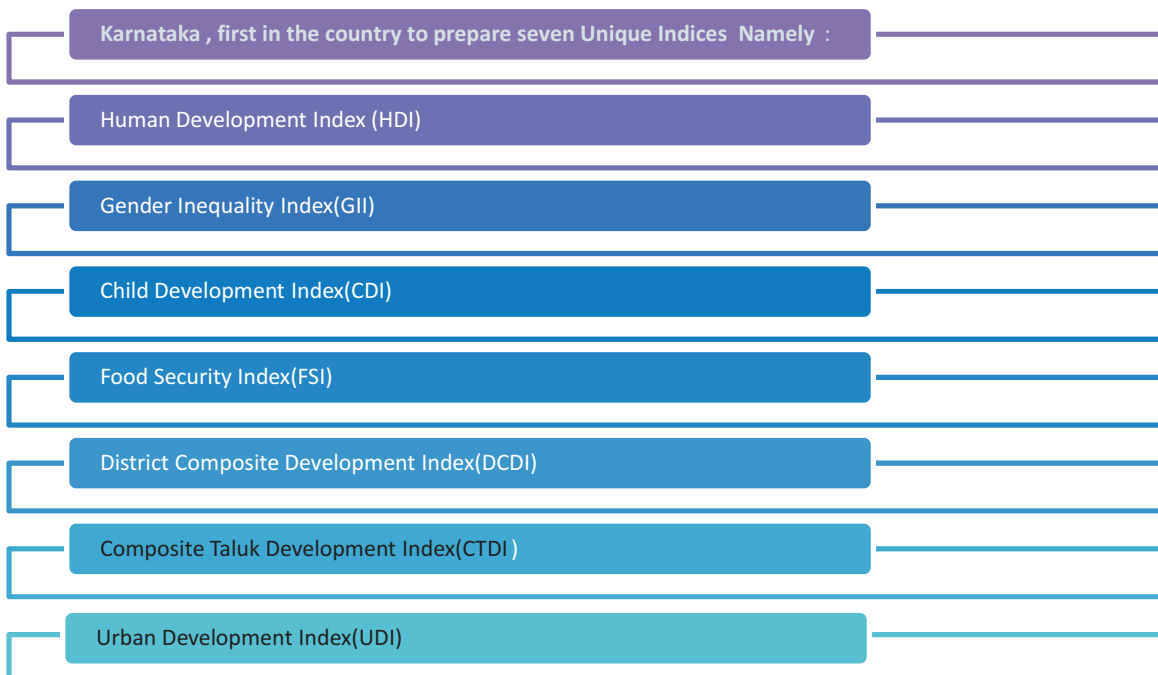 Karnataka , first in the country to prepare seven Unique Indices Namely :
Human Development Index (HDI)
Gender Inequality Index(GII)
Child Development Index(CDI)
Food Security Index(FSI)
District Composite Development Index(DCDI)
Composite Taluk Development Index(CTDI )
Urban Development Index(UDI)